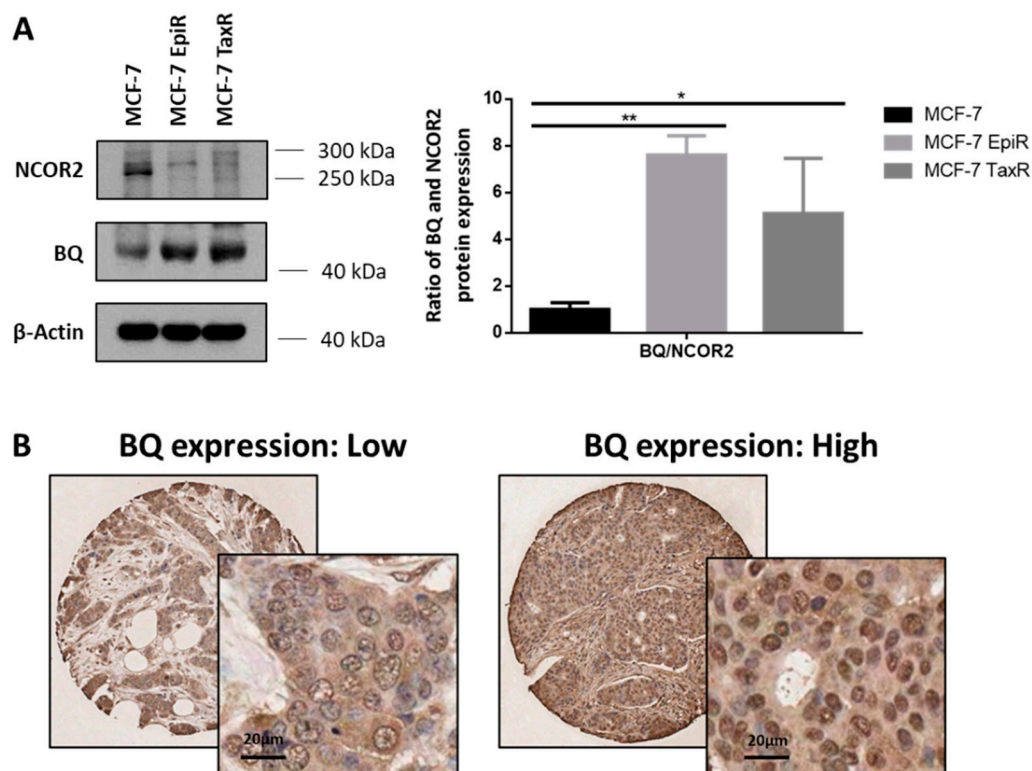 A
MCF-7
MCF-7 EpiR
MCF-7 TaxR
NCOR2
300 kDa
250 kDa
BQ
40 kDa
β-Actin
40 kDa
Ratio of BQ and NCOR2
protein expression
10
8
6
4
2
0
*
**
BQ/NCOR2
MCF-7
MCF-7 EpiR
MCF-7 TaxR
B
BQ expression: Low
BQ expression: High
20μm
20μm